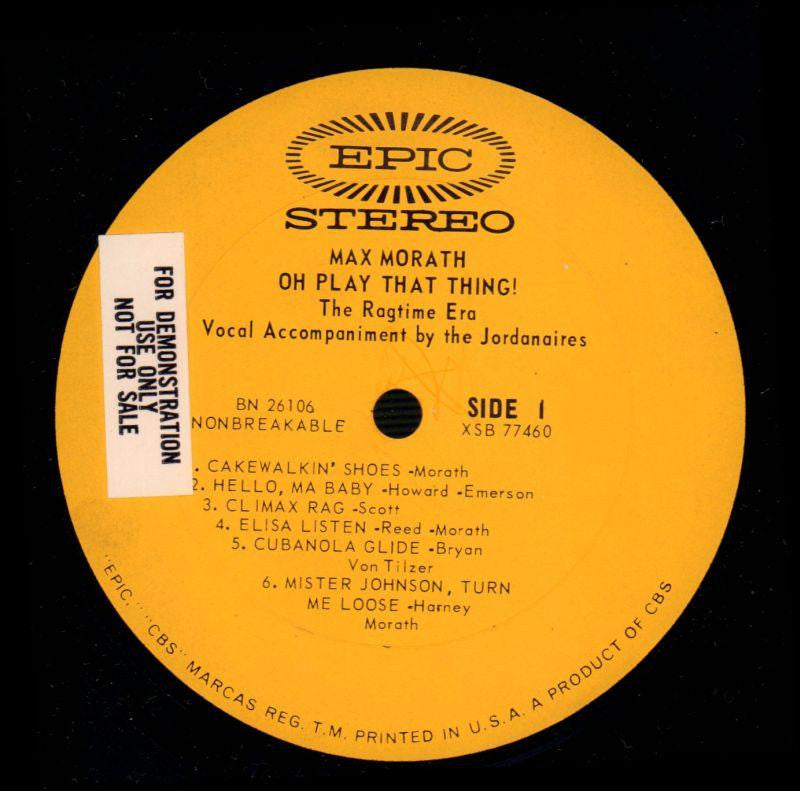 EPIC
STEREO
MAX MORATH
OH PLAY THAT THING!
The Ragtime Era
Vocal Accompaniment by the Jordanaires
FOR DEMONSTRATION
USE ONLY
NOT FOR SALE
BN 26106
NONBREAKABLE
SIDE 1
XSB 77460
. CAKEWALKIN' SHOES -Morath
2. HELLO, MA BABY -Howard -Emerson
3. CLIMAX RAG -Scott
4. ELISA LISTEN -Reed -Morath
5. CUBANOLA GLIDE -Bryan
Von Tilzer
6. MISTER JOHNSON, TURN
ME LOOSE -Harney
Morath
"EPIC," "CBS" MARCAS REG. T.M. PRINTED IN U.S.A. A PRODUCT OF CBS